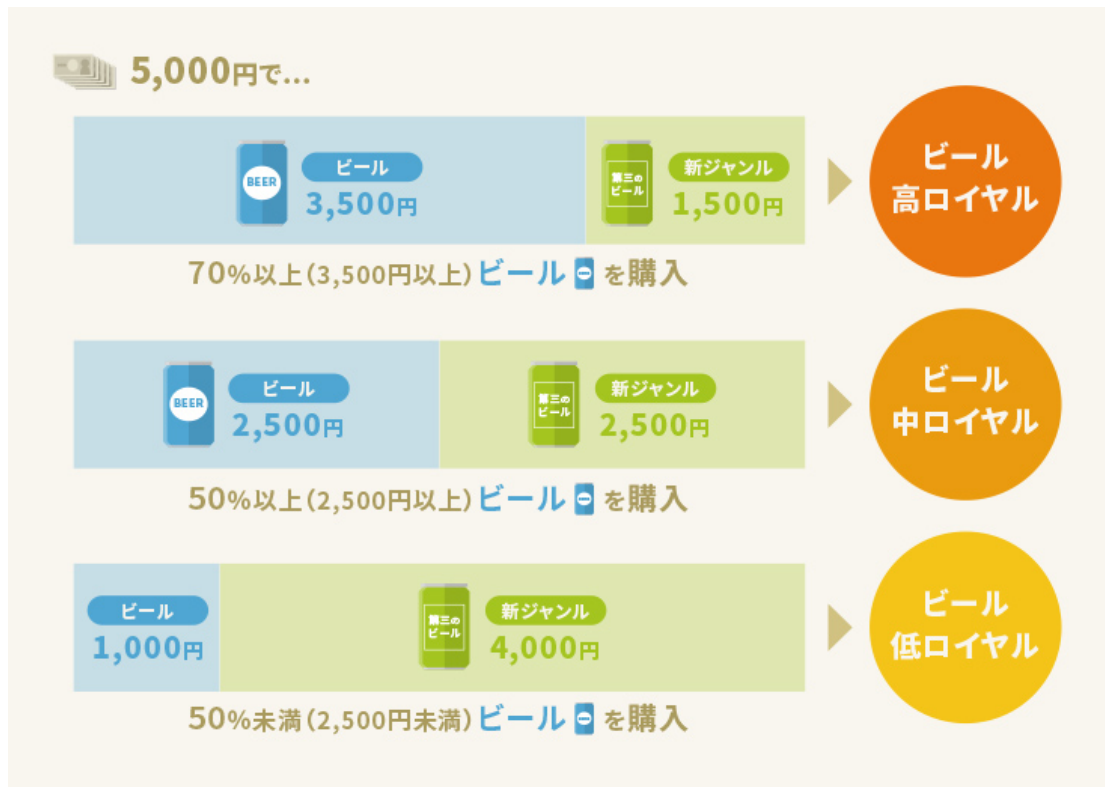 5,000円で...
BEER
ビール
3,500円
第三の
ビール
新ジャンル
1,500円
ビール
高ロイヤル
70%以上(3,500円以上)ビールを購入
BEER
ビール
2,500円
第三の
ビール
新ジャンル
2,500円
ビール
中ロイヤル
50%以上(2,500円以上)ビールを購入
ビール
1,000円
第三の
ビール
新ジャンル
4,000円
ビール
低ロイヤル
50%未満(2,500円未満)ビールを購入